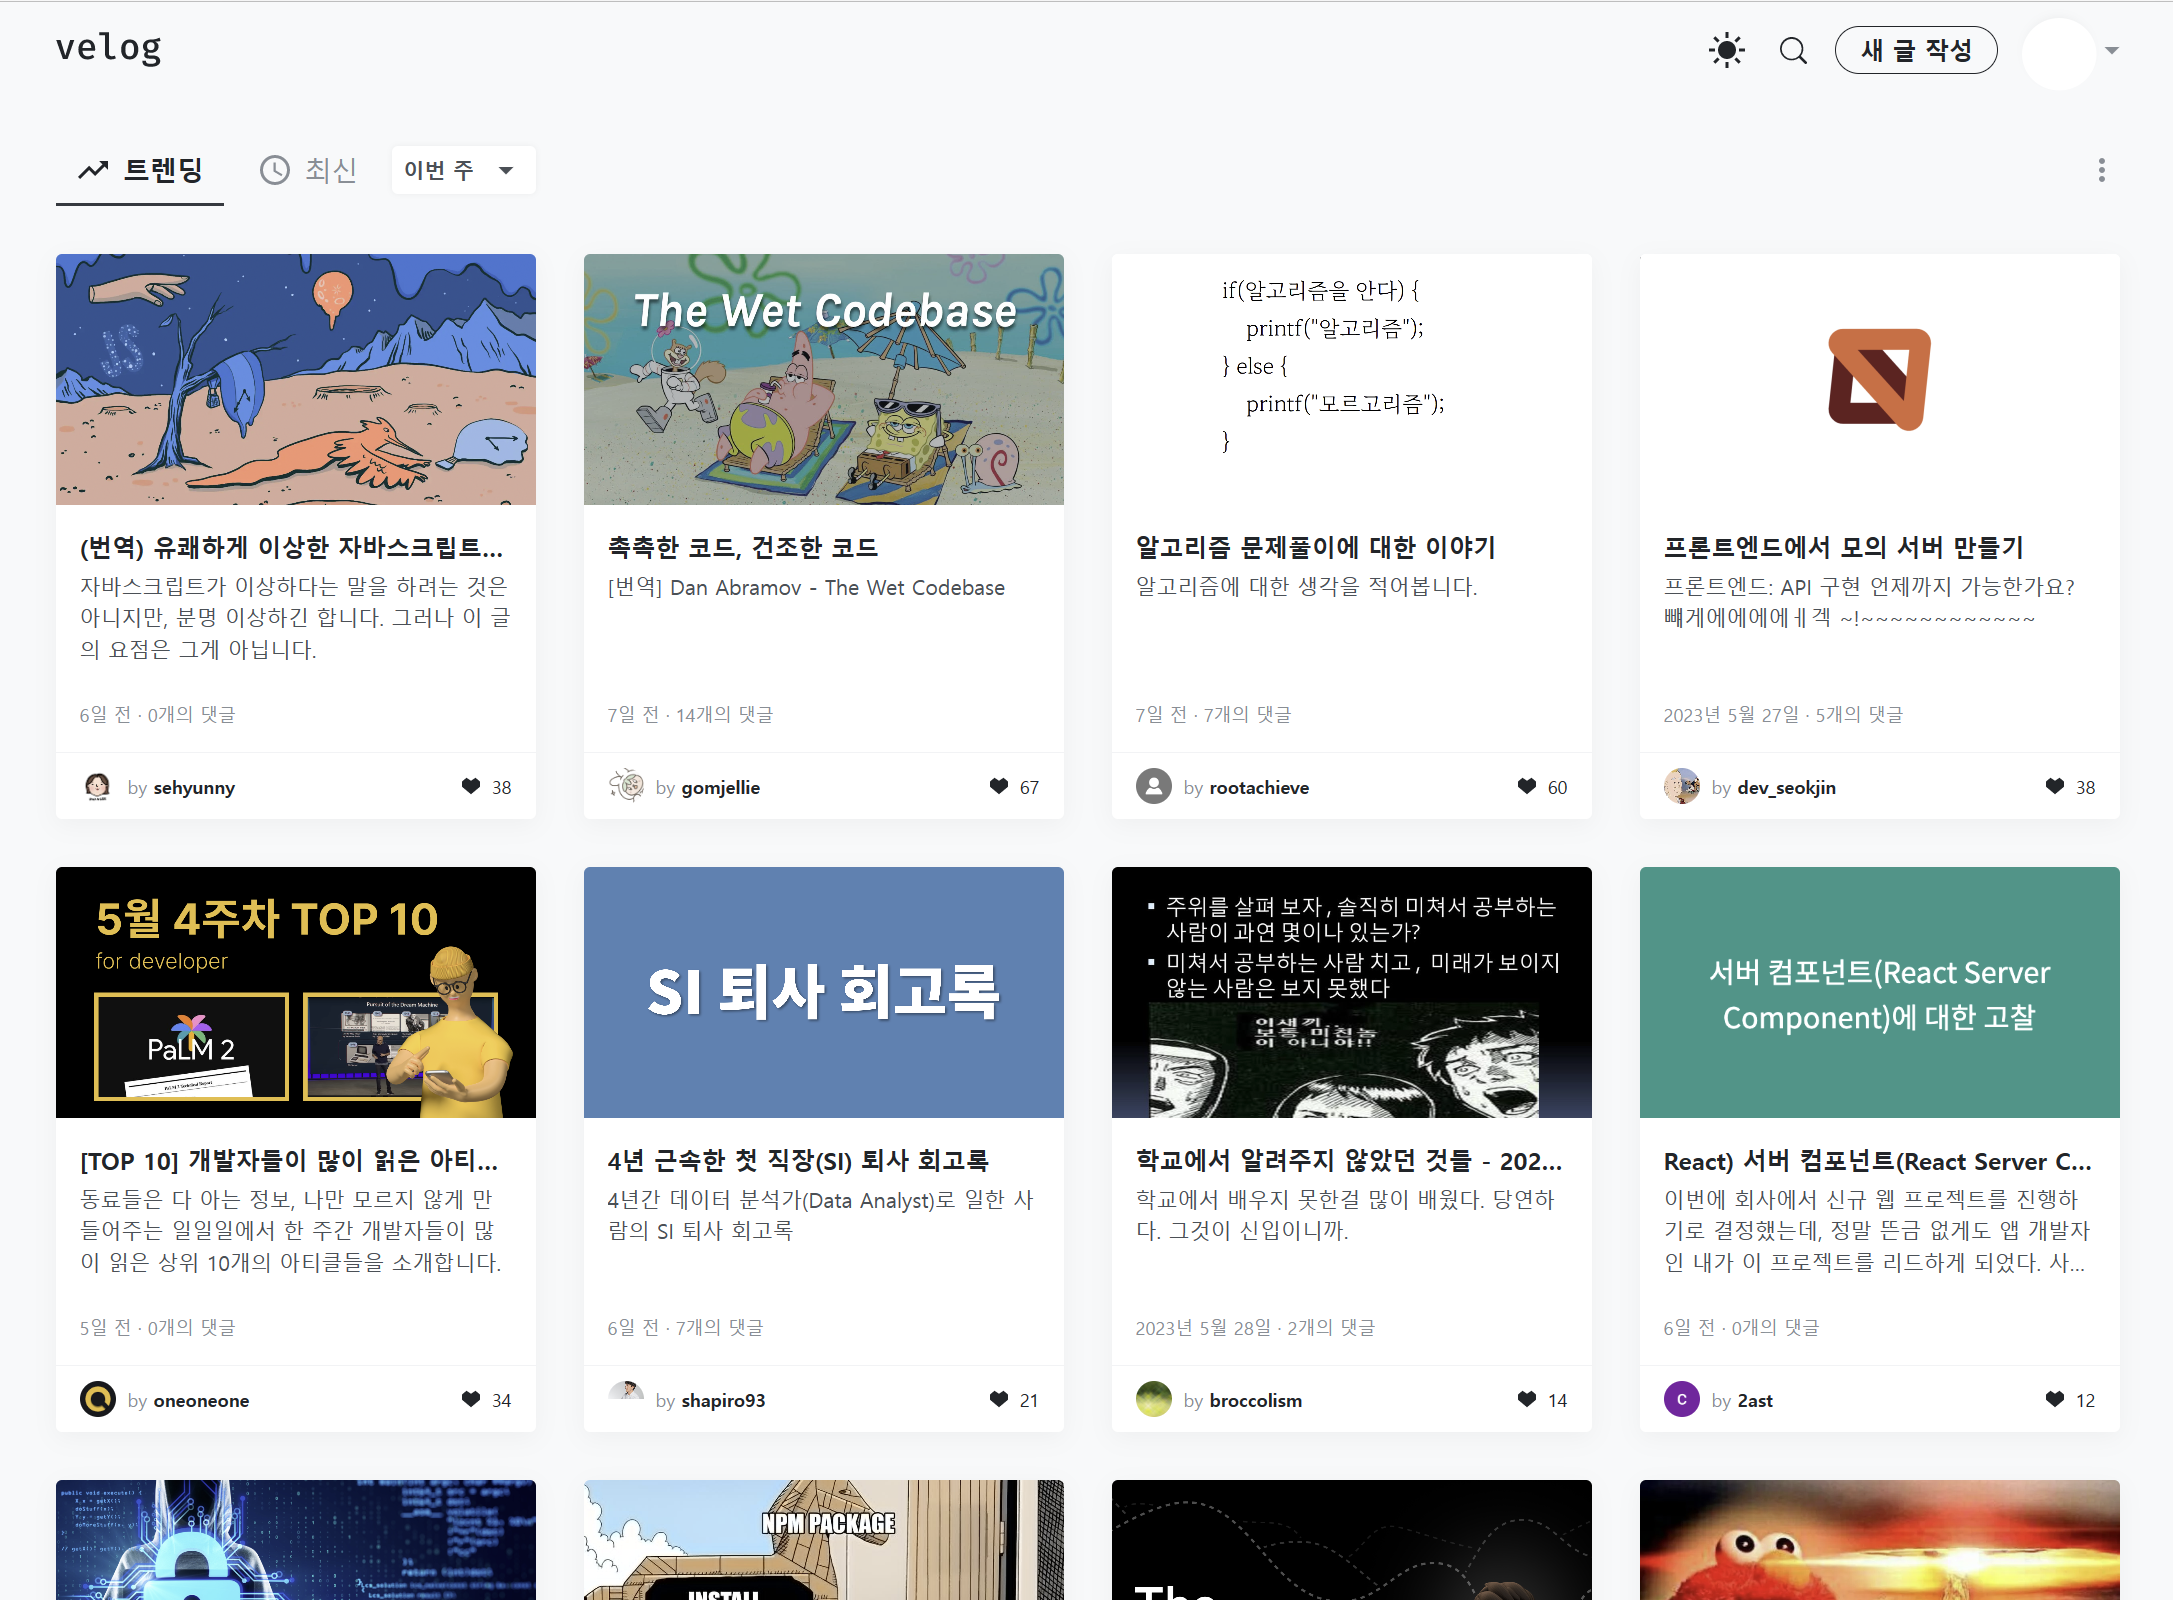 velog
새 글 작성
트렌딩
최신
이번 주
JS
(번역) 유쾌하게 이상한 자바스크립트...
자바스크립트가 이상하다는 말을 하려는 것은
아니지만, 분명 이상하긴 합니다. 그러나 이 글
의 요점은 그게 아닙니다.
6일 전 · 0개의 댓글
by sehyunny
38
The Wet Codebase
촉촉한 코드, 건조한 코드
[번역] Dan Abramov - The Wet Codebase
7일 전 · 14개의 댓글
by gomjellie
67
if(알고리즘을 안다) {
printf("알고리즘");
} else {
printf("모르고리즘");
}
알고리즘 문제풀이에 대한 이야기
알고리즘에 대한 생각을 적어봅니다.
7일 전 · 7개의 댓글
by rootachieve
60
프론트엔드에서 모의 서버 만들기
프론트엔드: API 구현 언제까지 가능한가요?
뺴게에에에에ㅔ겍 ~!~~~~~~~~~~~~
2023년 5월 27일 · 5개의 댓글
by dev_seokjin
38
5월 4주차 TOP 10
for developer
PaLM 2
Pursuit of the Dream Machine
[TOP 10] 개발자들이 많이 읽은 아티...
동료들은 다 아는 정보, 나만 모르지 않게 만
들어주는 일일일에서 한 주간 개발자들이 많
이 읽은 상위 10개의 아티클들을 소개합니다.
5일 전 · 0개의 댓글
by oneoneone
34
SI 퇴사 회고록
4년 근속한 첫 직장(SI) 퇴사 회고록
4년간 데이터 분석가(Data Analyst)로 일한 사
람의 SI 퇴사 회고록
6일 전 · 7개의 댓글
by shapiro93
21
▪ 주위를 살펴 보자 , 솔직히 미쳐서 공부하는
사람이 과연 몇이나 있는가?
▪ 미쳐서 공부하는 사람 치고 , 미래가 보이지
않는 사람은 보지 못했다
이새끼
보통 미친놈
이 아니야!!
학교에서 알려주지 않았던 것들 - 202...
학교에서 배우지 못한걸 많이 배웠다. 당연하
다. 그것이 신입이니까.
2023년 5월 28일 · 2개의 댓글
by broccolism
14
서버 컴포넌트(React Server
Component)에 대한 고찰
React) 서버 컴포넌트(React Server C...
이번에 회사에서 신규 웹 프로젝트를 진행하
기로 결정했는데, 정말 뜬금 없게도 앱 개발자
인 내가 이 프로젝트를 리드하게 되었다. 사...
6일 전 · 0개의 댓글
C
by 2ast
12
public void execute() {
NPM PACKAGE
INSTALL
The